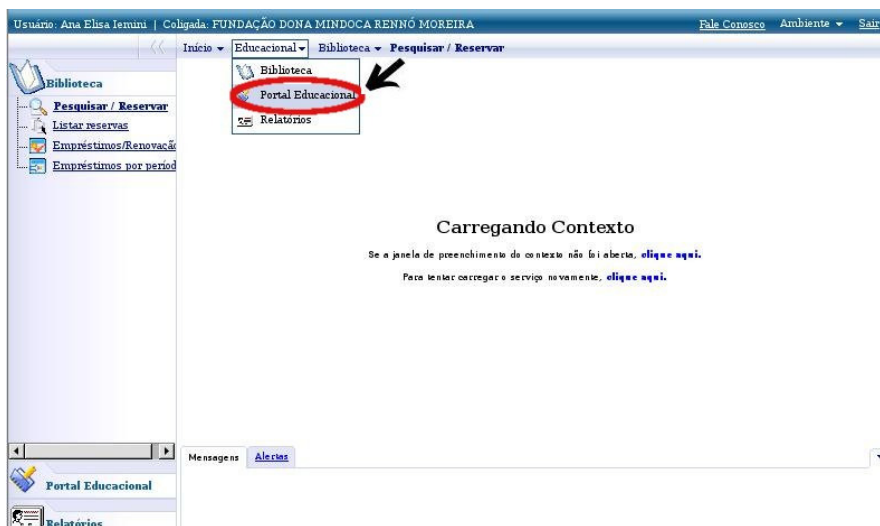 Usuário: Ana Elisa Iemini | Coligada: FUNDAÇÃO DONA MINDOCA RENNÓ MOREIRA
Fale Conosco Ambiente Sair
Início Educacional Biblioteca Pesquisar / Reservar
Biblioteca
Portal Educacional
Relatórios
Biblioteca
Pesquisar / Reservar
Listar reservas
Empréstimos/Renovaçã
Empréstimos por períod
Carregando Contexto
Se a janela de preenchimento do contexto não foi aberta, clique aqui.
Para tentar carregar o serviço novamente, clique aqui.
Mensagens Alertas
Portal Educacional
Relatórios